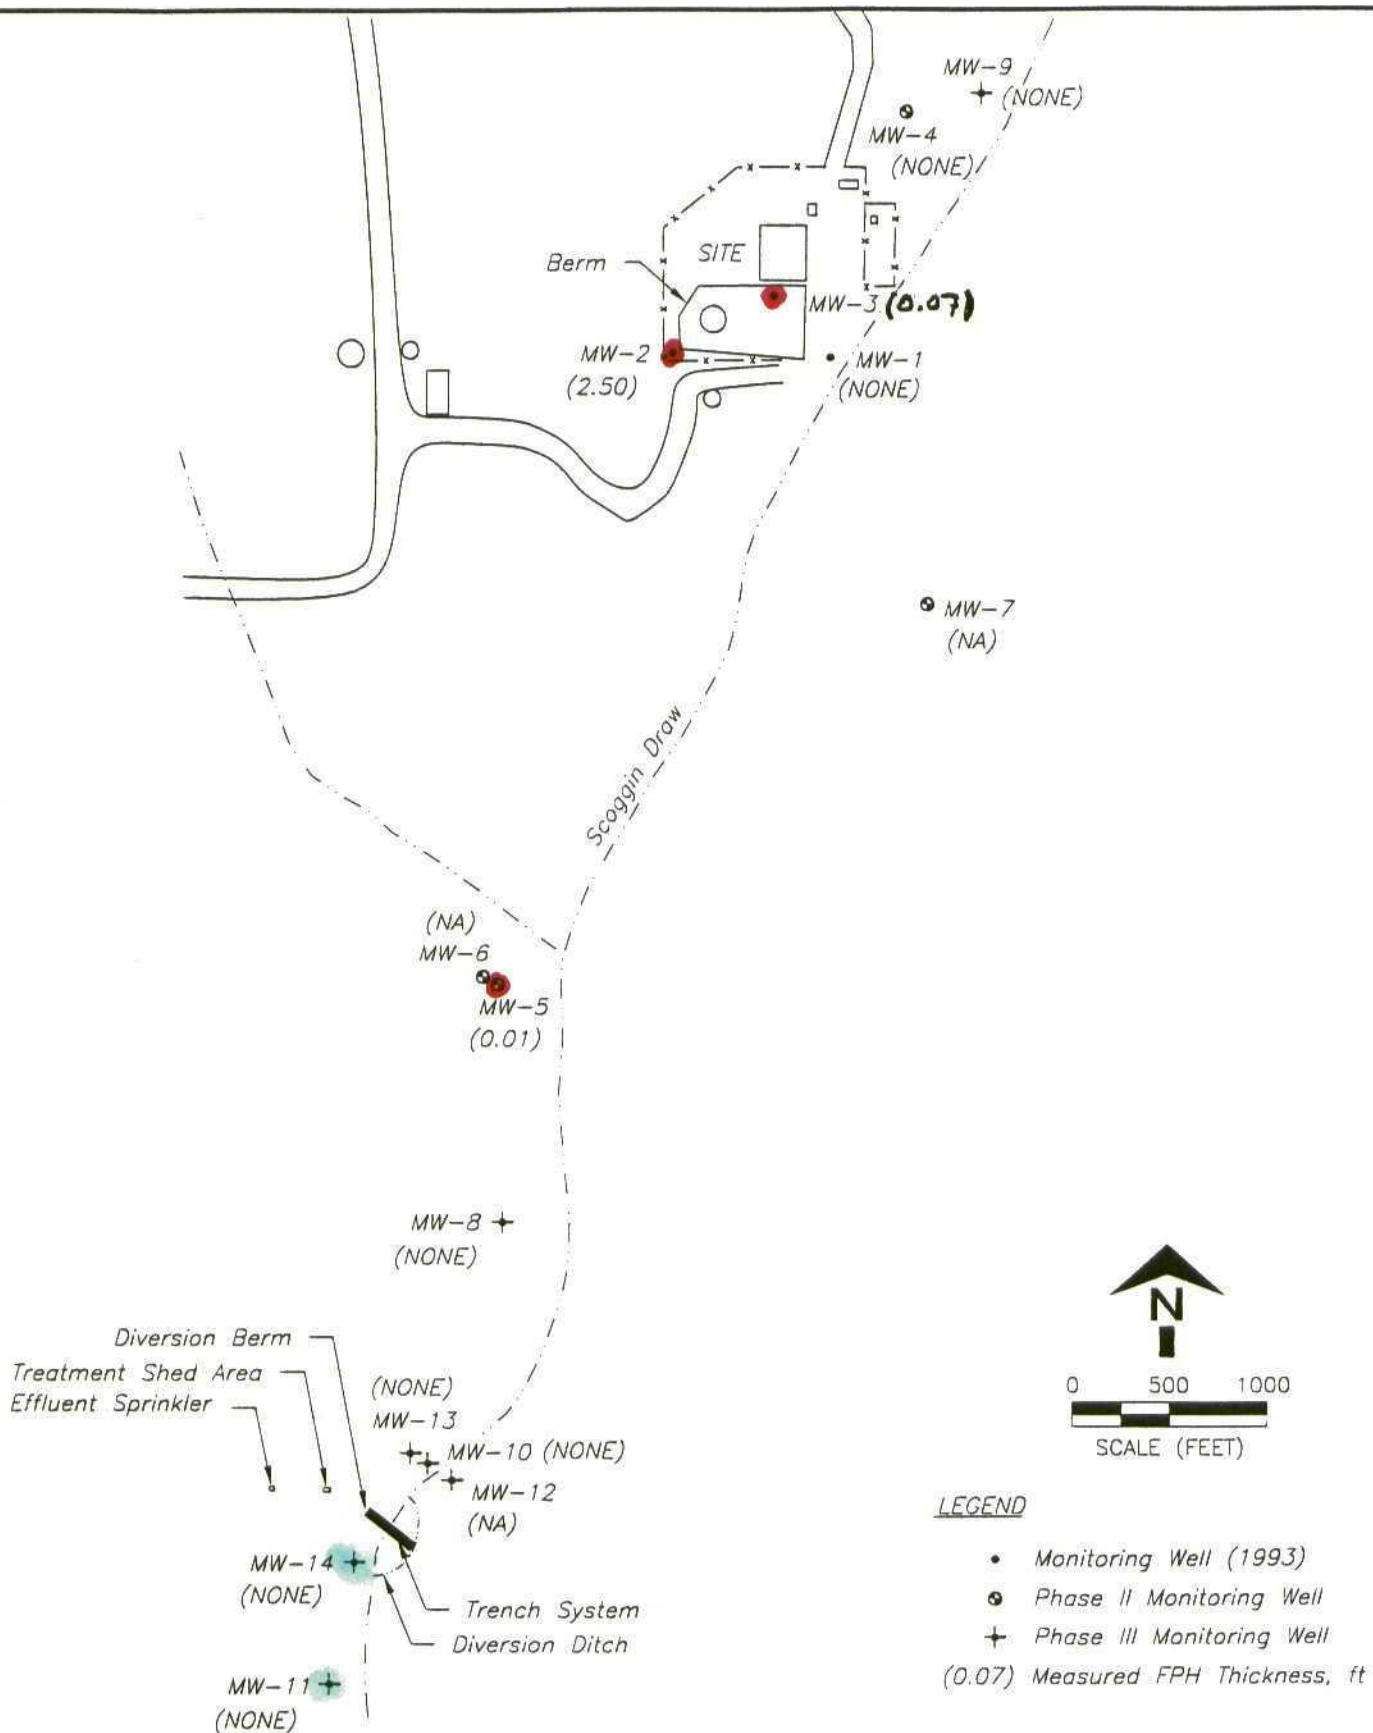 MW-9
(NONE)
MW-4
(NONE)
SITE
Berm
MW-3 (0.07)
MW-2
(2.50)
MW-1
(NONE)
MW-7
(NA)
Scoggin Draw
(NA)
MW-6
MW-5
(0.01)
MW-8
(NONE)
Diversion Berm
Treatment Shed Area
Effluent Sprinkler
(NONE)
MW-13
MW-10 (NONE)
MW-12
(NA)
MW-14
(NONE)
Trench System
Diversion Ditch
MW-11
(NONE)
N
0 500 1000
SCALE (FEET)
LEGEND
Monitoring Well (1993)
Phase II Monitoring Well
Phase III Monitoring Well
(0.07) Measured FPH Thickness, ft